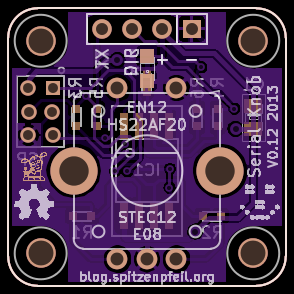 TX
DIR
+
−
R3
R5
EN12
HS22AF20
IC1
STEC12
E08
R1
R2
Serial Knob
V0.12 2013
blog.spitzenpfeil.org